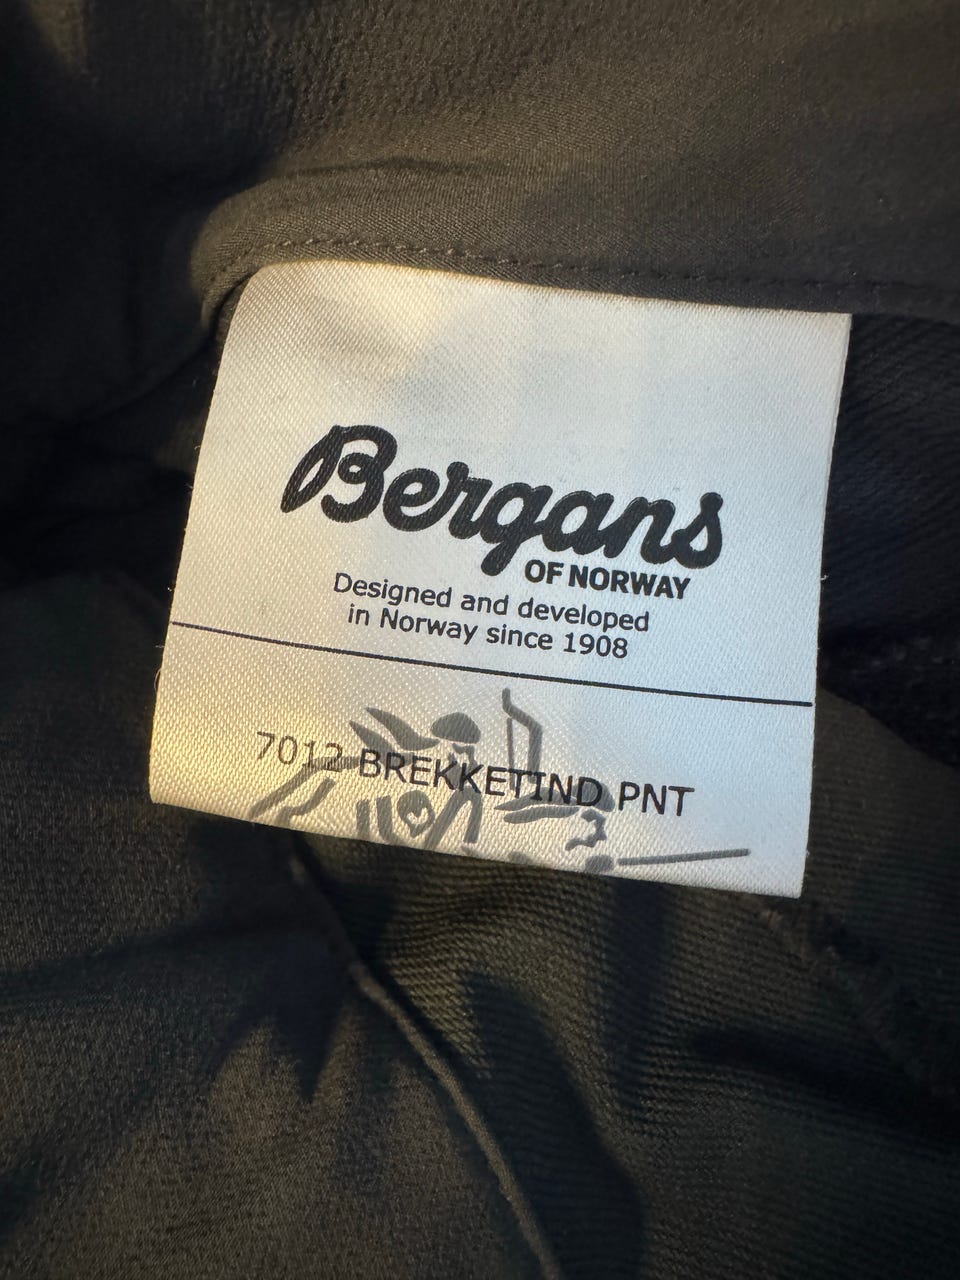 Bergans
OF NORWAY
Designed and developed
in Norway since 1908
7012 BREKKETIND PNT